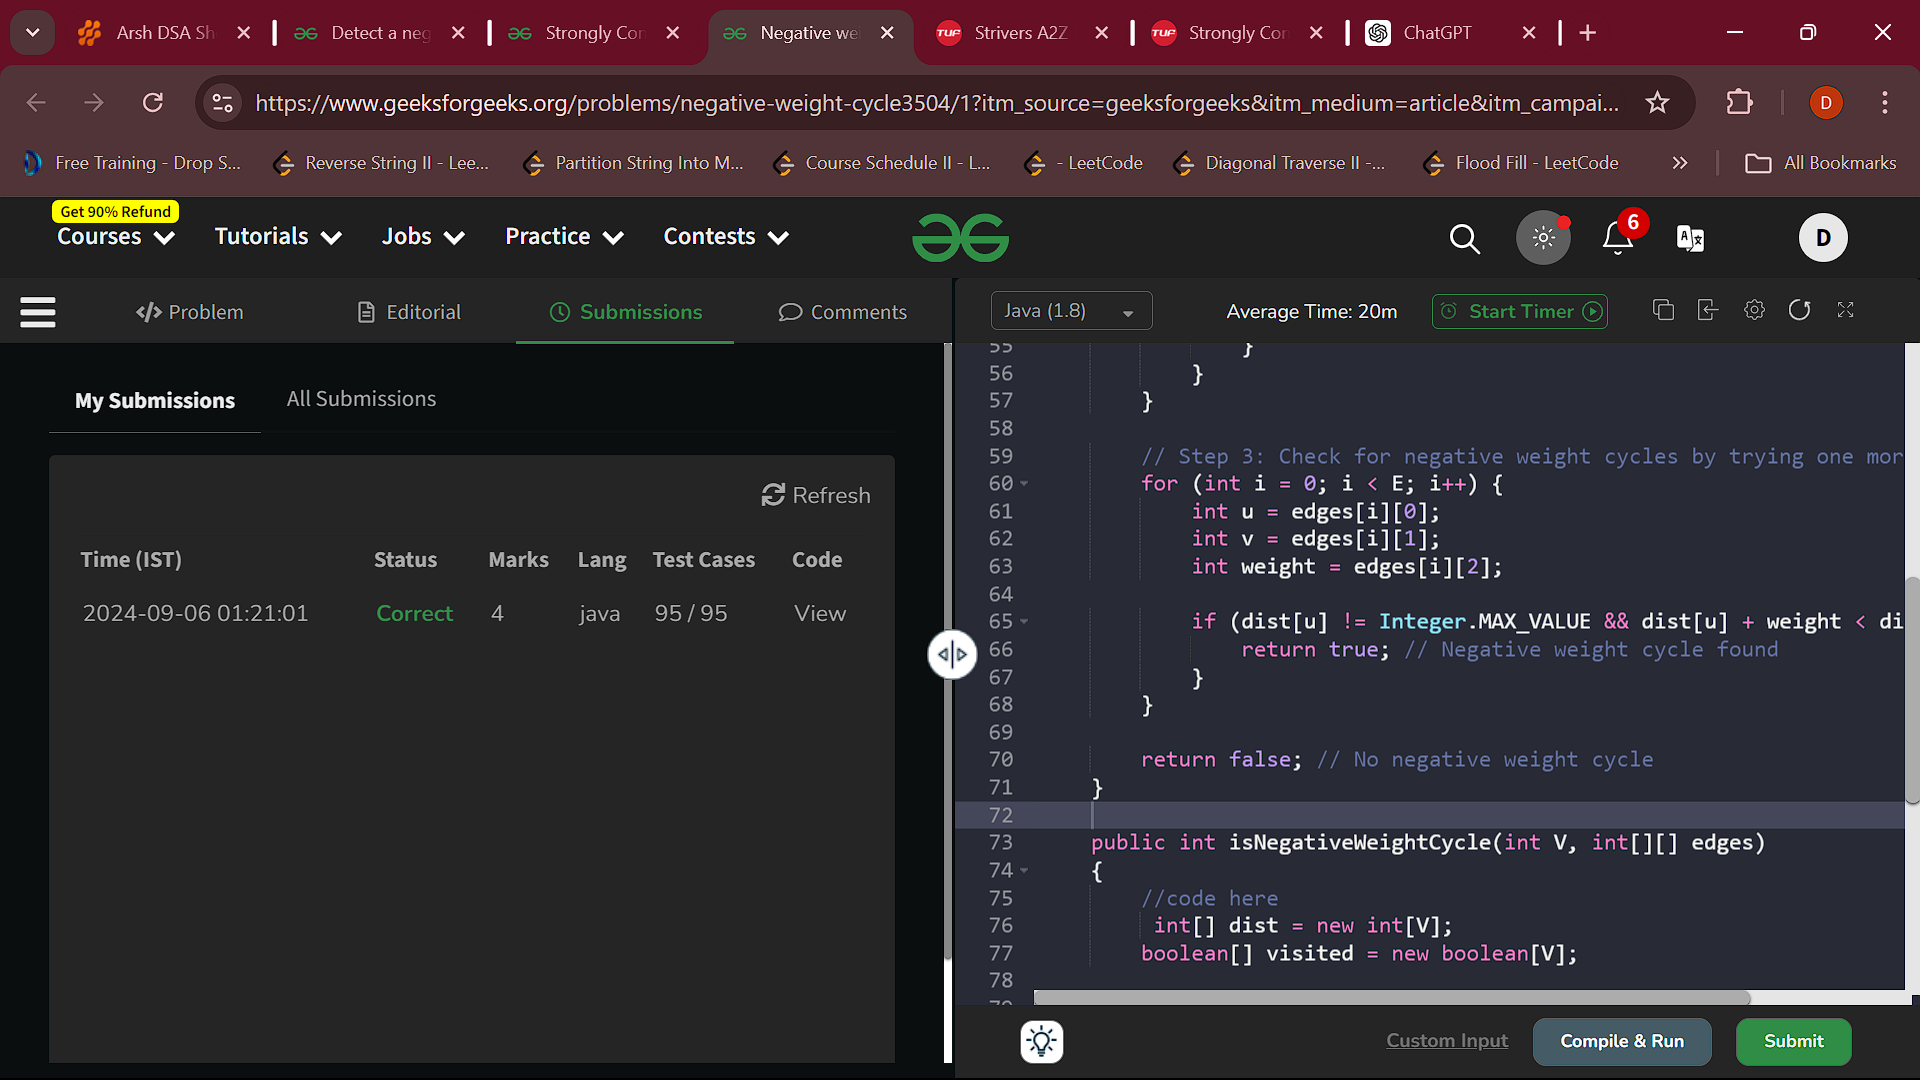 Arsh DSA Sh
Detect a neg
Strongly Con
Negative we
TUF Strivers A2Z
TUF Strongly Con
ChatGPT
https://www.geeksforgeeks.org/problems/negative-weight-cycle3504/1?itm_source=geeksforgeeks&itm_medium=article&itm_campai...
D
Free Training - Drop S...
Reverse String II - Lee...
Partition String Into M...
Course Schedule II - L...
- LeetCode
Diagonal Traverse II -...
Flood Fill - LeetCode
»
All Bookmarks
Get 90% Refund
Courses
Tutorials
Jobs
Practice
Contests
6
D
</> Problem
Editorial
Submissions
Comments
Java (1.8)
Average Time: 20m
Start Timer
My Submissions
All Submissions
Refresh
Time (IST) Status Marks Lang Test Cases Code
2024-09-06 01:21:01 Correct 4 java 95 / 95 View
55 }
56 }
57 }
58
59 // Step 3: Check for negative weight cycles by trying one mor
60 for (int i = 0; i < E; i++) {
61 int u = edges[i][0];
62 int v = edges[i][1];
63 int weight = edges[i][2];
64
65 if (dist[u] != Integer.MAX_VALUE && dist[u] + weight < di
66 return true; // Negative weight cycle found
67 }
68 }
69
70 return false; // No negative weight cycle
71 }
72
73 public int isNegativeWeightCycle(int V, int[][] edges)
74 {
75 //code here
76 int[] dist = new int[V];
77 boolean[] visited = new boolean[V];
78
Custom Input
Compile & Run
Submit